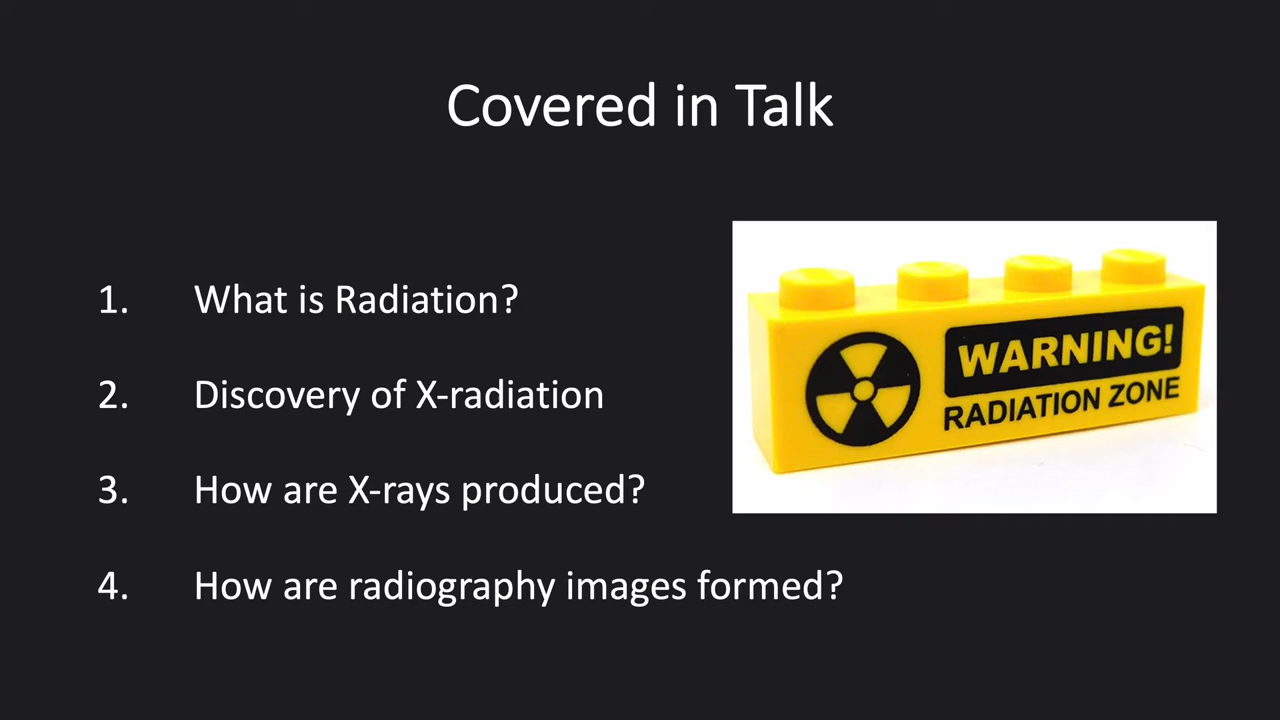 Covered in Talk
1. What is Radiation?
2. Discovery of X-radiation
3. How are X-rays produced?
4. How are radiography images formed?
WARNING!
RADIATION ZONE